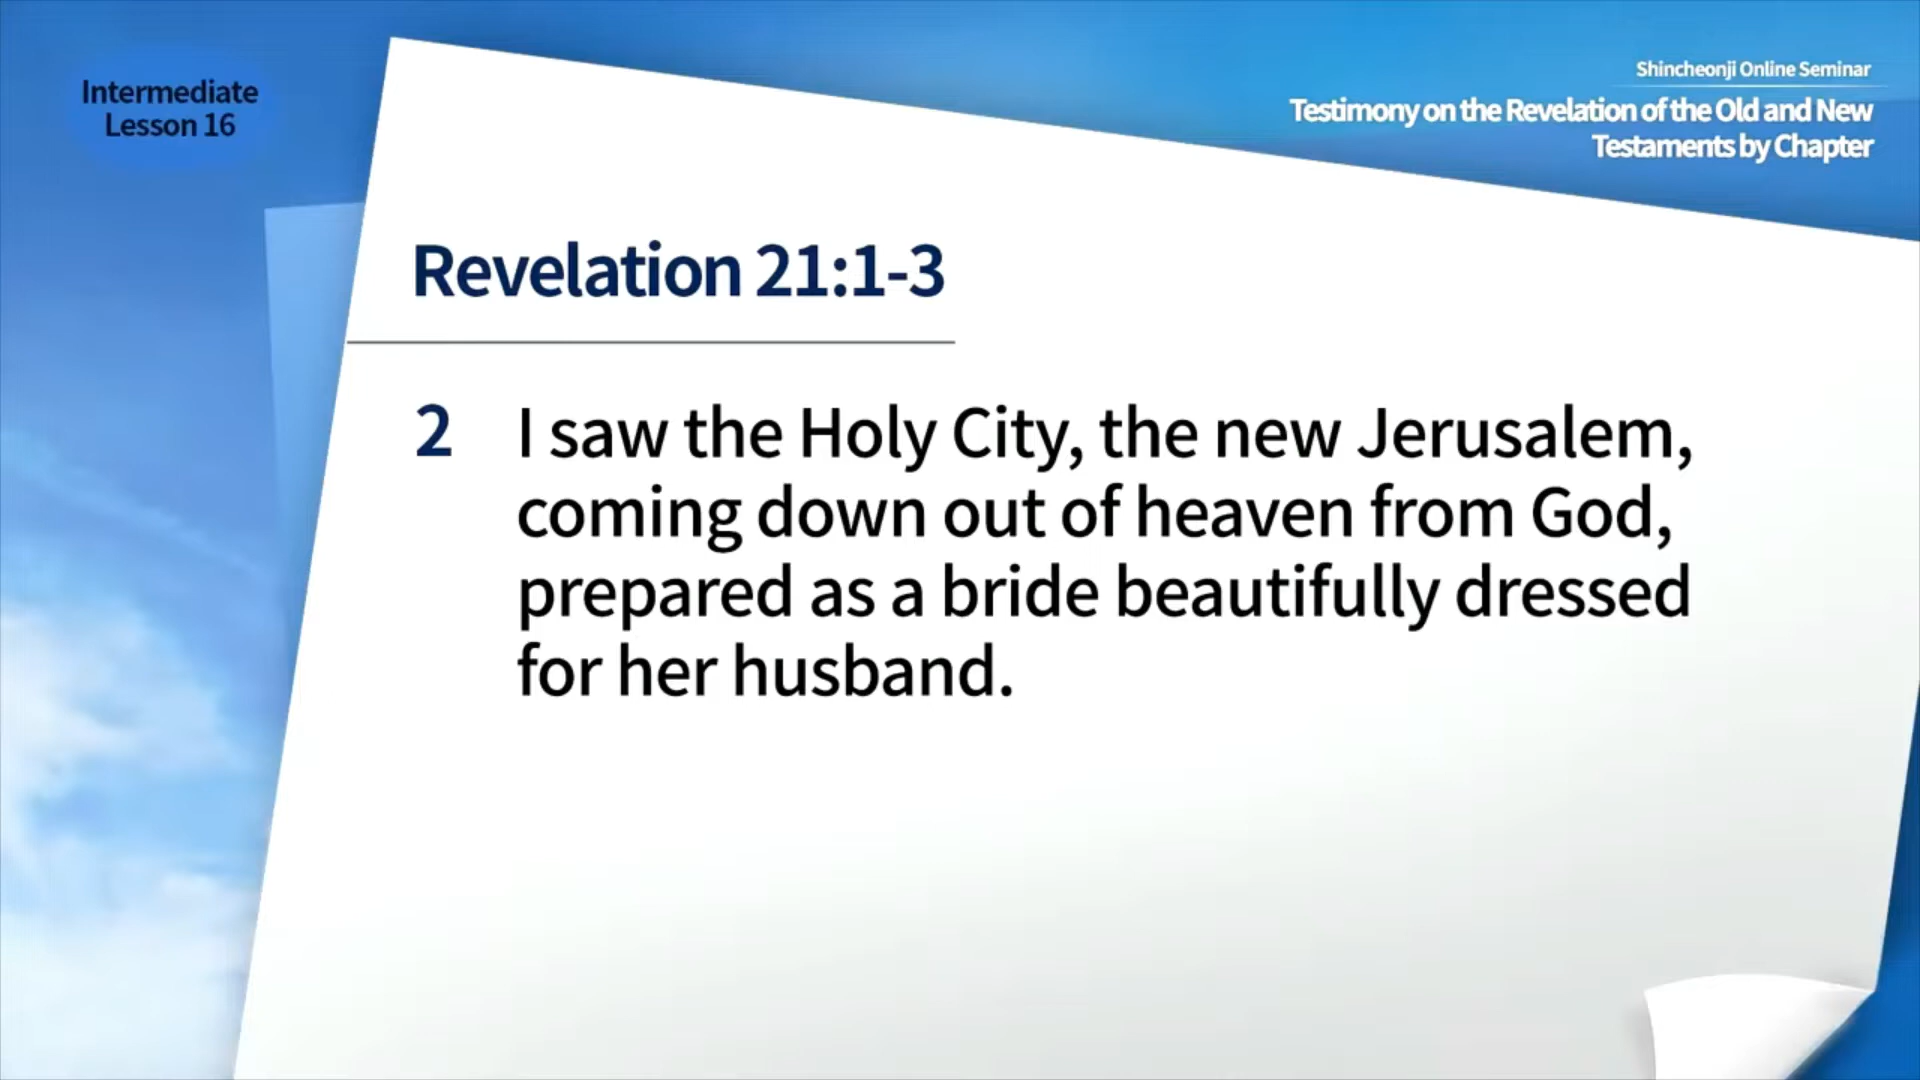 Intermediate
Lesson 16
Shincheonji Online Seminar
Testimony on the Revelation of the Old and New
Testaments by Chapter
Revelation 21:1-3
2 I saw the Holy City, the new Jerusalem,
coming down out of heaven from God,
prepared as a bride beautifully dressed
for her husband.